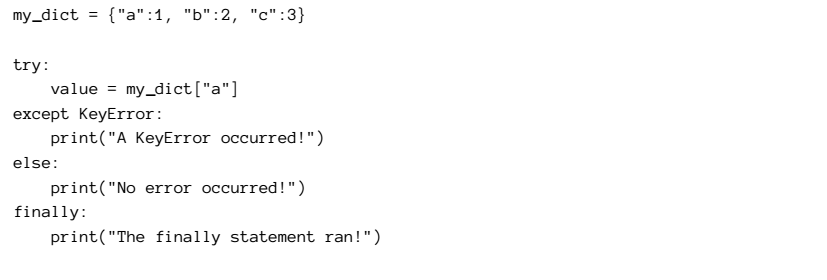 my_dict = {"a":1, "b":2, "c":3}

try:
    value = my_dict["a"]
except KeyError:
    print("A KeyError occurred!")
else:
    print("No error occurred!")
finally:
    print("The finally statement ran!")